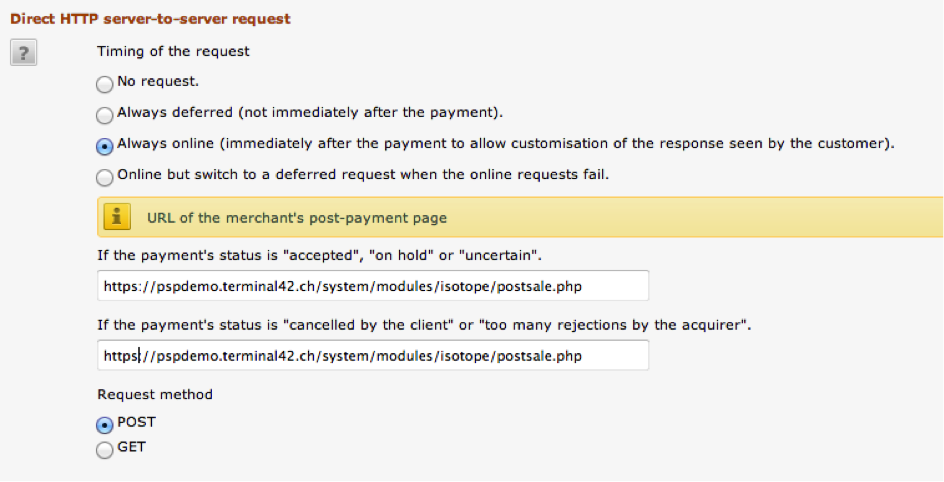 Direct HTTP server-to-server request
?
Timing of the request
No request.
Always deferred (not immediately after the payment).
Always online (immediately after the payment to allow customisation of the response seen by the customer).
Online but switch to a deferred request when the online requests fail.
i URL of the merchant's post-payment page
If the payment's status is "accepted", "on hold" or "uncertain".
https://pspdemo.terminal42.ch/system/modules/isotope/postsale.php
If the payment's status is "cancelled by the client" or "too many rejections by the acquirer".
https://pspdemo.terminal42.ch/system/modules/isotope/postsale.php
Request method
POST
GET